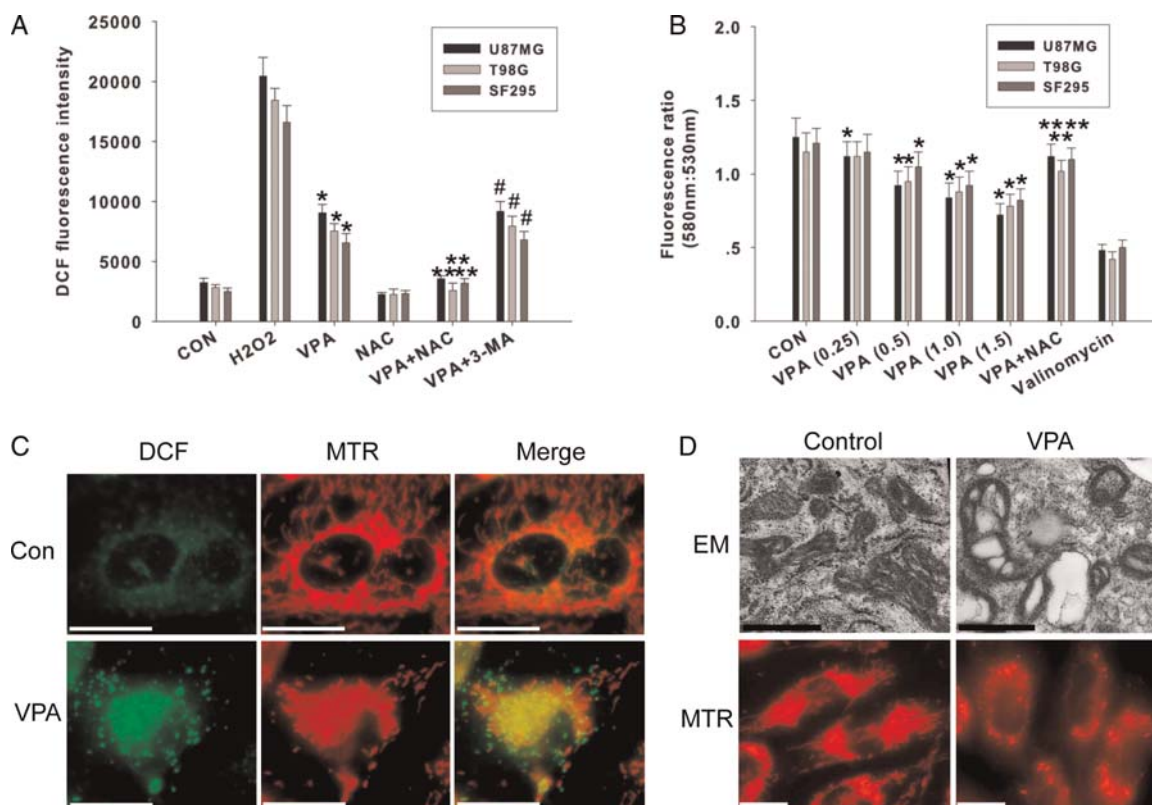 A
DCF fluorescence intensity
25000
20000
15000
10000
5000
0
U87MG
T98G
SF295
*
*
*
**
** **
#
#
#
CON
H2O2
VPA
NAC
VPA+NAC
VPA+3-MA
B
Fluorescence ratio
(580nm:530nm)
2.0
1.5
1.0
.5
0.0
U87MG
T98G
SF295
*
** *
* * *
* * *
** **
**
CON
VPA (0.25)
VPA (0.5)
VPA (1.0)
VPA (1.5)
VPA+NAC
Valinomycin
C
DCF MTR Merge
Con
VPA
D
Control VPA
EM
MTR